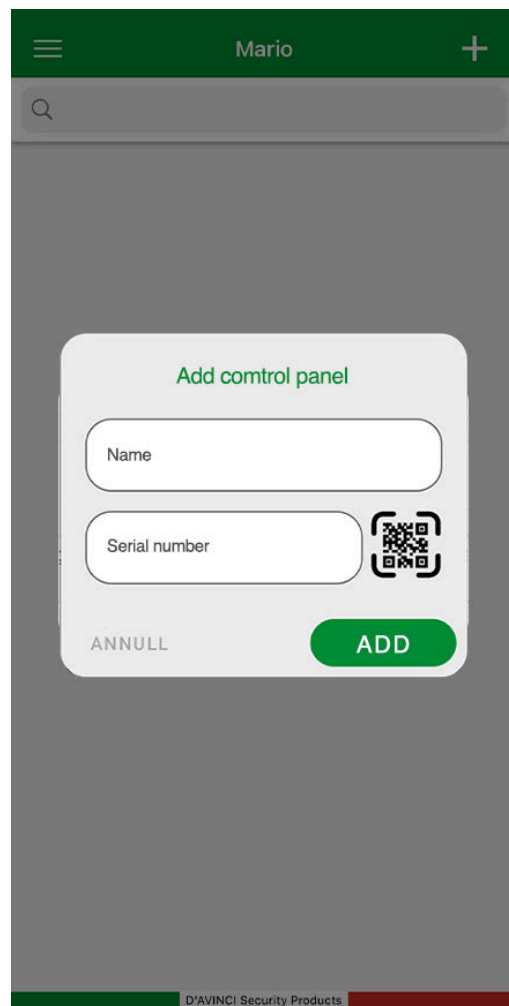 Mario
Add comtrol panel
Name
Serial number
ANNULL
ADD
D'AVINCI Security Products